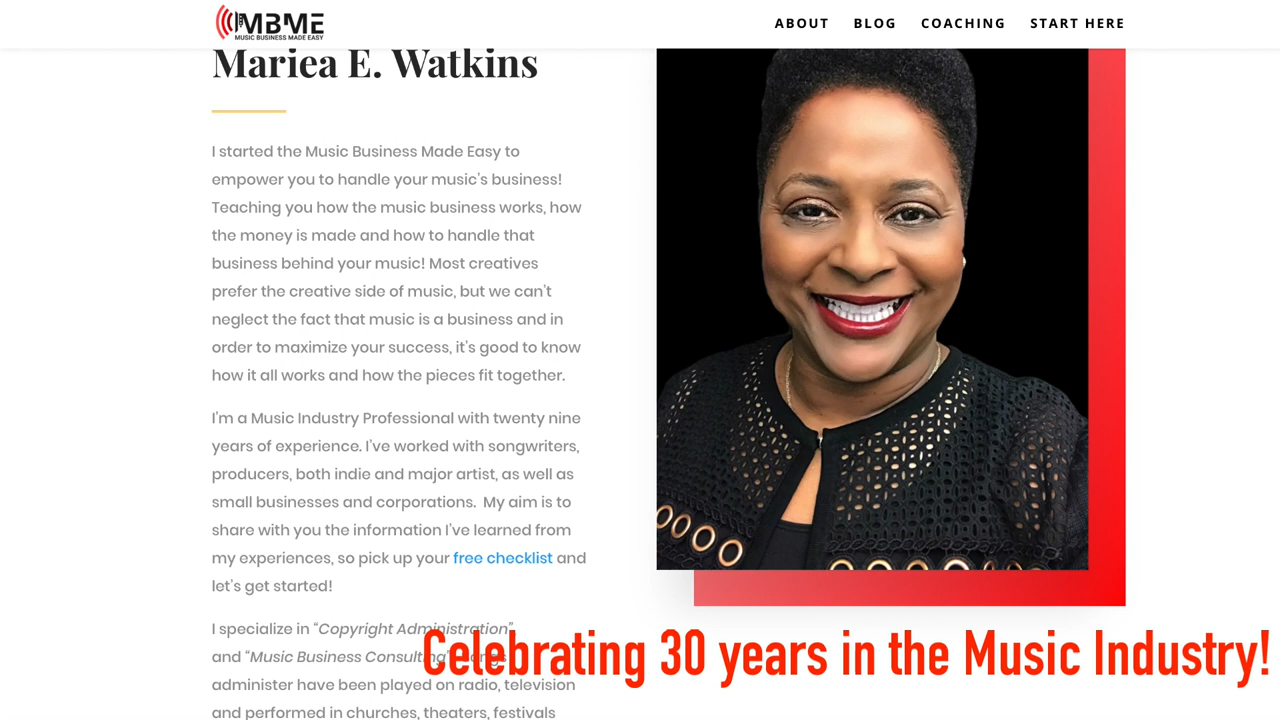 MBME
MUSIC BUSINESS MADE EASY
ABOUT BLOG COACHING START HERE
Mariea E. Watkins
I started the Music Business Made Easy to
empower you to handle your music's business!
Teaching you how the music business works, how
the money is made and how to handle that
business behind your music! Most creatives
prefer the creative side of music, but we can't
neglect the fact that music is a business and in
order to maximize your success, it's good to know
how it all works and how the pieces fit together.
I'm a Music Industry Professional with twenty nine
years of experience. I've worked with songwriters,
producers, both indie and major artist, as well as
small businesses and corporations. My aim is to
share with you the information I've learned from
my experiences, so pick up your free checklist and
let's get started!
I specialize in “Copyright Administration”
and “Music Business Consulting”
Celebrating 30 years in the Music Industry!
administer have been played on radio, television
and performed in churches, theaters, festivals